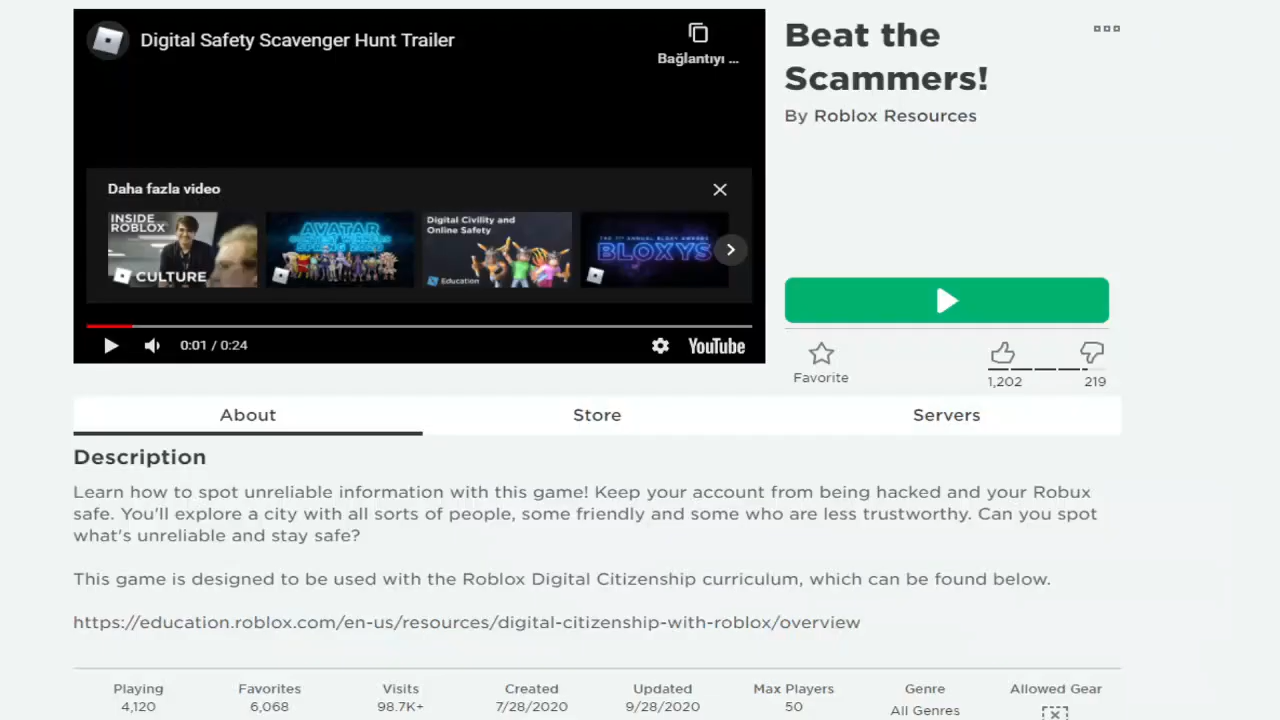 Digital Safety Scavenger Hunt Trailer
Bağlantıyı ...
Daha fazla video
INSIDE
ROBLOX
CULTURE
AVATAR
Digital Civility and
Online Safety
Education
BLOXYS
0:01 / 0:24
YouTube
Beat the
Scammers!
By Roblox Resources
Favorite
1,202
219
About
Store
Servers
Description
Learn how to spot unreliable information with this game! Keep your account from being hacked and your Robux
safe. You'll explore a city with all sorts of people, some friendly and some who are less trustworthy. Can you spot
what's unreliable and stay safe?
This game is designed to be used with the Roblox Digital Citizenship curriculum, which can be found below.
https://education.roblox.com/en-us/resources/digital-citizenship-with-roblox/overview
Playing Favorites Visits Created Updated Max Players Genre Allowed Gear
4,120 6,068 98.7K+ 7/28/2020 9/28/2020 50 All Genres